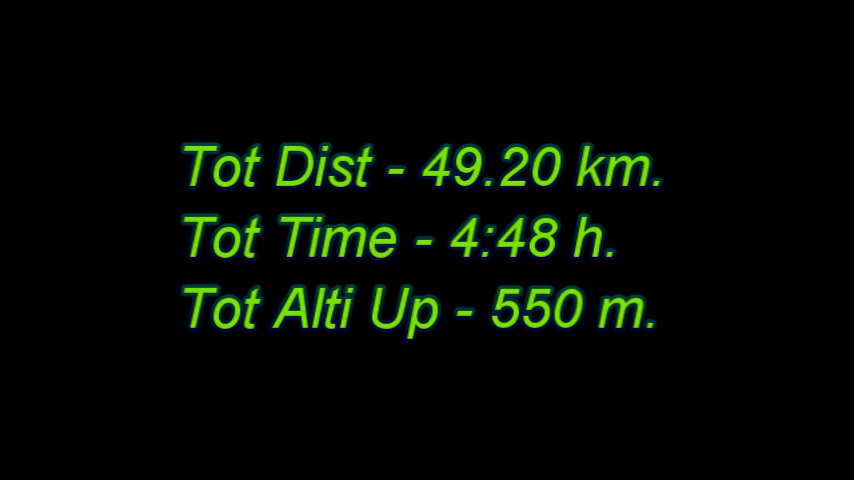 Tot Dist - 49.20 km.
Tot Time - 4:48 h.
Tot Alti Up - 550 m.